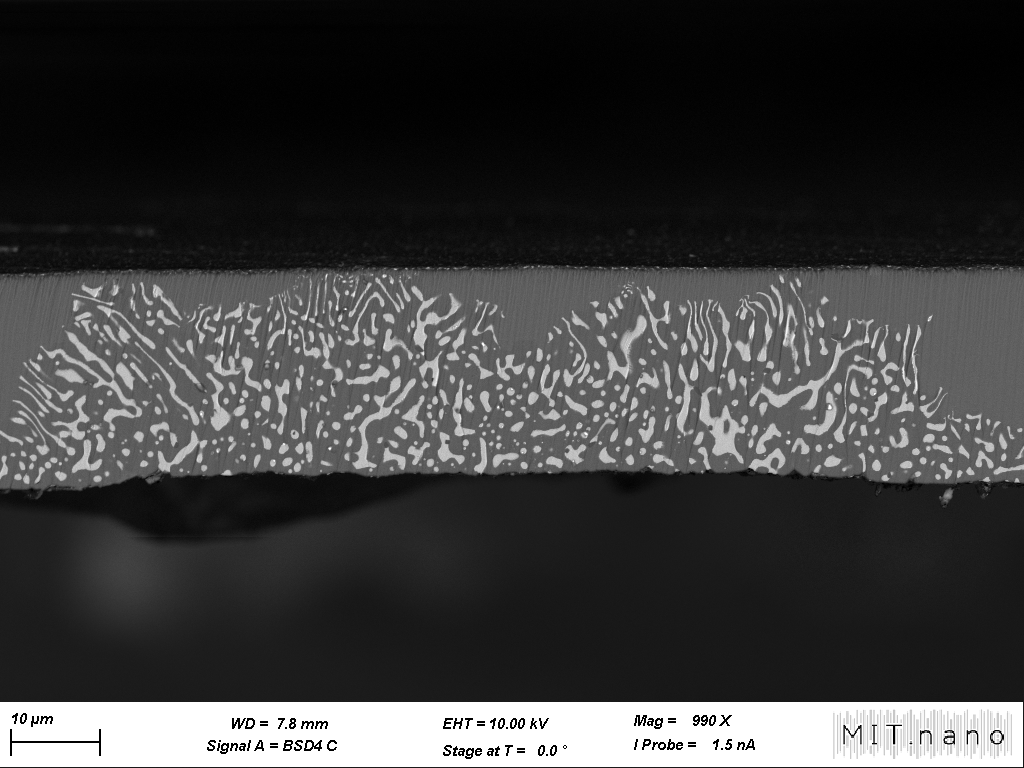 10 µm
WD = 7.8 mm
Signal A = BSD4 C
EHT = 10.00 kV
Stage at T = 0.0 °
Mag = 990 X
I Probe = 1.5 nA
MIT.nano